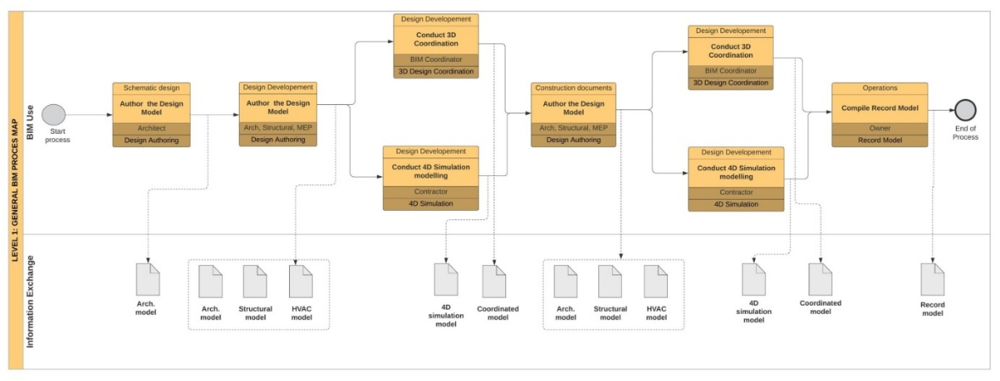 LEVEL 1: GENERAL BIM PROCES MAP
BIM Use
Start
process
Schematic design
Author the Design
Model
Architect
Design Authoring
Design Developement
Author the Design
Model
Arch, Structural, MEP
Design Authoring
Design Developement
Conduct 3D
Coordination
BIM Coordinator
3D Design Coordination
Design Developement
Conduct 4D Simulation
modelling
Contractor
4D Simulation
Construction documents
Author the Design
Model
Arch, Structural, MEP
Design Authoring
Design Developement
Conduct 3D
Coordination
BIM Coordinator
3D Design Coordination
Design Developement
Conduct 4D Simulation
modelling
Contractor
4D Simulation
Operations
Compile Record Model
Owner
Record Model
End of
Process
Information Exchange
Arch.
model
Arch.
model
Structural
model
HVAC
model
4D
simulation
model
Coordinated
model
Arch.
model
Structural
model
HVAC
model
4D
simulation
model
Coordinated
model
Record
model